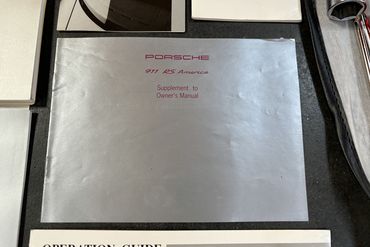 PORSCHE
911 RS America
Supplement to
Owner's Manual
OPERATION GUIDE